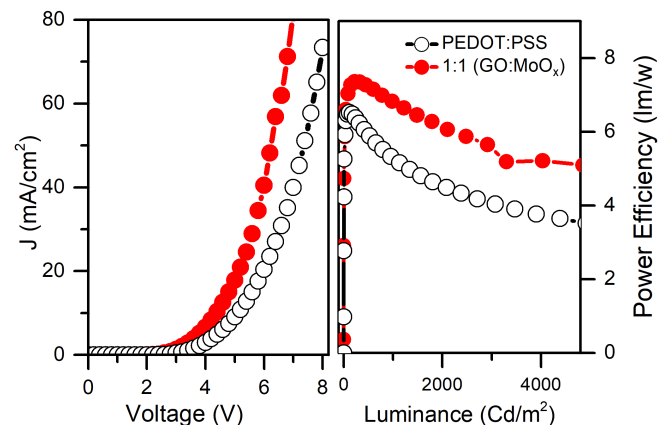 80
60
40
20
0
J (mA/cm²)
0 2 4 6 8
Voltage (V)
PEDOT:PSS
1:1 (GO:MoOₓ)
8
6
4
2
0
Power Efficiency (lm/w)
0 2000 4000
Luminance (Cd/m²)